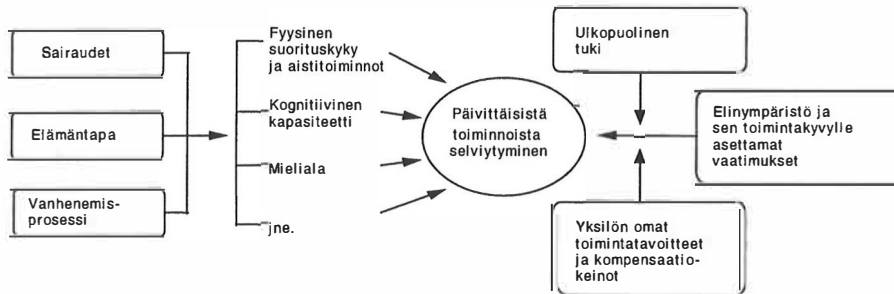 Sairaudet
Elämäntapa
Vanhenemis-
prosessi
Fyysinen
suorituskyky
ja aistitoiminnot
Kognitiivinen
kapasiteetti
Mieliala
jne.
Päivittäisistä
toiminnoista
selviytyminen
Ulkopuolinen
tuki
Elinympäristö ja
sen toimintakyvylle
asettamat
vaatimukset
Yksilön omat
toimintatavoitteet
ja kompensaatio-
keinot